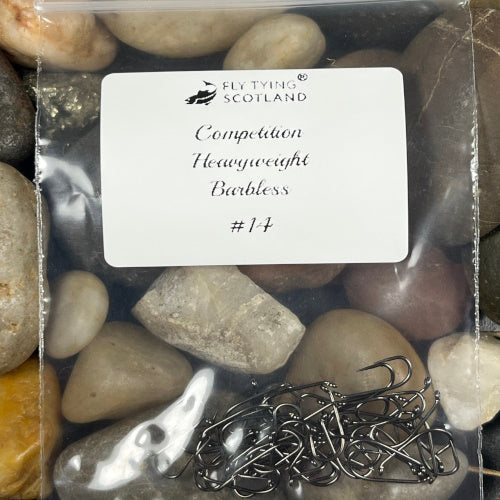 FLY TYING ®
SCOTLAND
Competition
Heavyweight
Barbless
#14